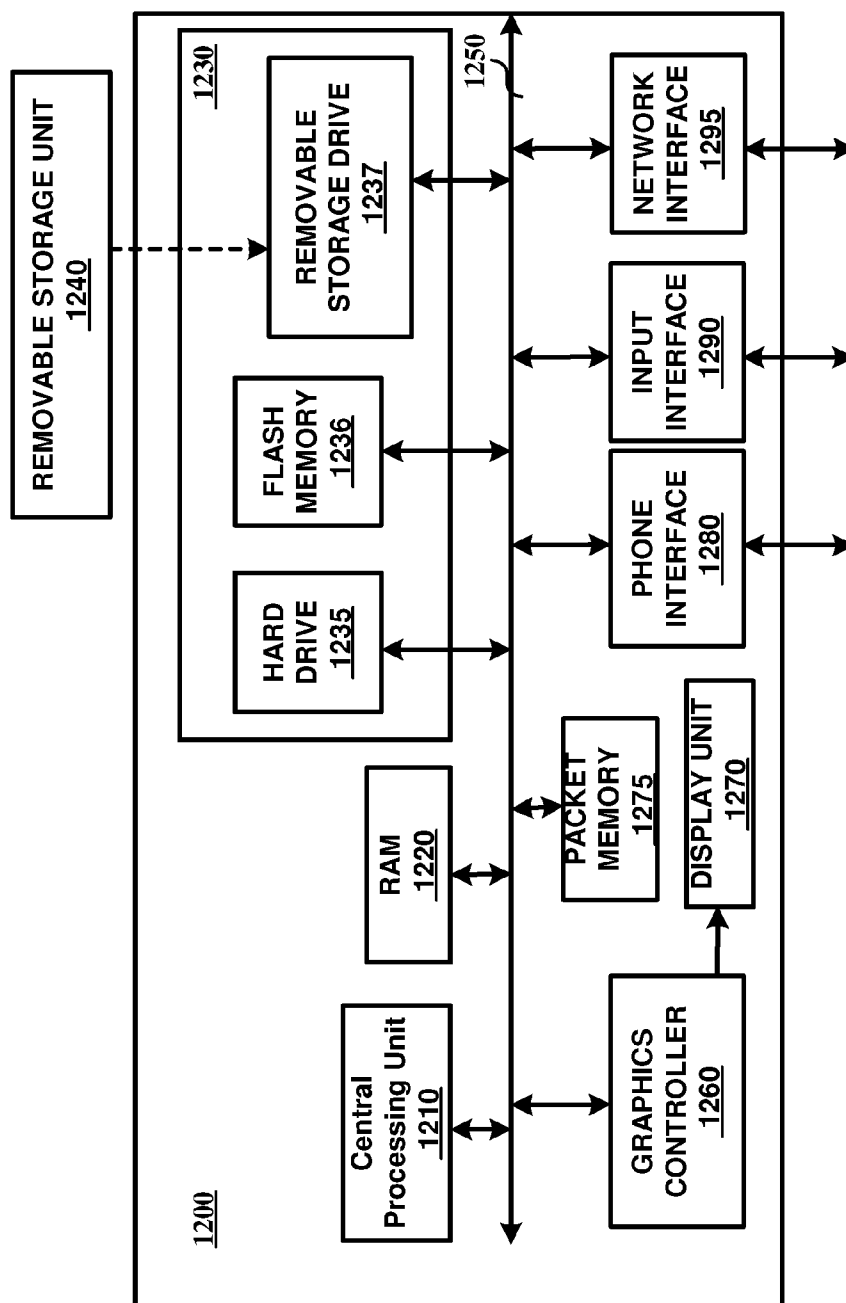 REMOVABLE STORAGE UNIT
1240
1200
1230
Central
Processing Unit
1210
RAM
1220
HARD
DRIVE
1235
FLASH
MEMORY
1236
REMOVABLE
STORAGE DRIVE
1237
1250
GRAPHICS
CONTROLLER
1260
DISPLAY UNIT
1270
PACKET
MEMORY
1275
PHONE
INTERFACE
1280
INPUT
INTERFACE
1290
NETWORK
INTERFACE
1295